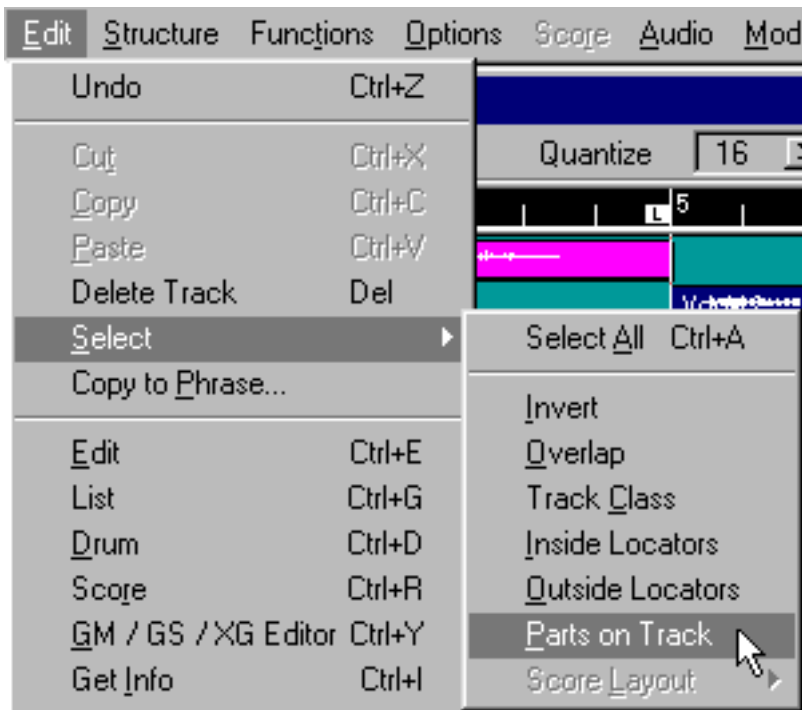 Edit Structure Functions Options Score Audio Mod
Undo Ctrl+Z
Cut Ctrl+X
Copy Ctrl+C
Paste Ctrl+V
Delete Track Del
Select
Copy to Phrase...
Edit Ctrl+E
List Ctrl+G
Drum Ctrl+D
Score Ctrl+R
GM / GS / XG Editor Ctrl+Y
Get Info Ctrl+I
Quantize 16
L 5
Select All Ctrl+A
Invert
Overlap
Track Class
Inside Locators
Outside Locators
Parts on Track
Score Layout